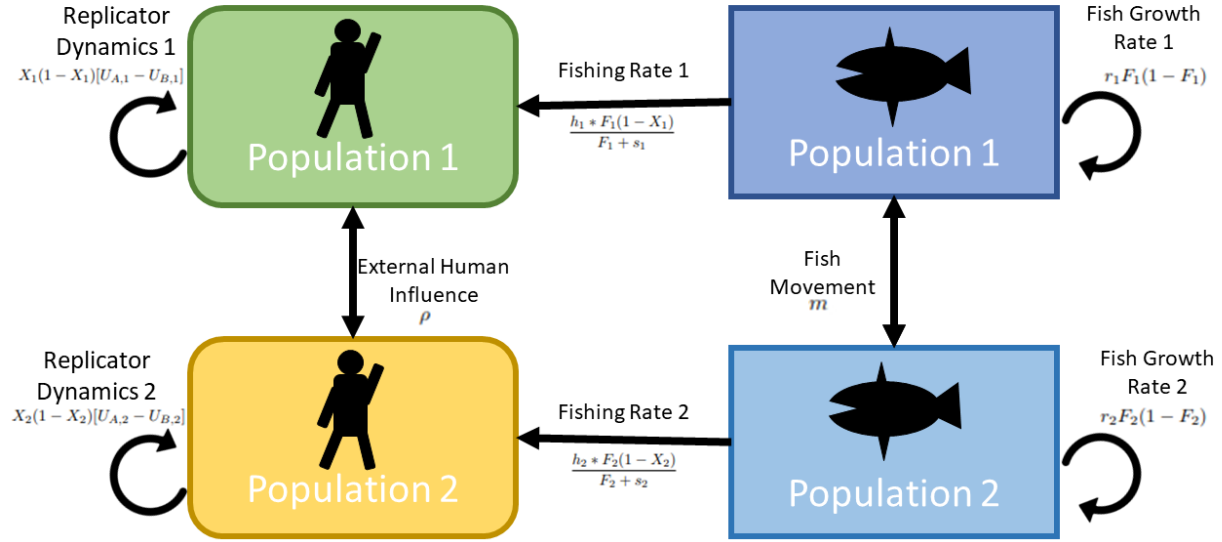 Replicator
Dynamics 1
X₁(1 − X₁)[U_{A,1} − U_{B,1}]
Population 1
Fishing Rate 1
h₁ * F₁(1 − X₁)
F₁ + s₁
Population 1
Fish Growth
Rate 1
r₁F₁(1 − F₁)
External Human
Influence
ρ
Fish
Movement
m
Replicator
Dynamics 2
X₂(1 − X₂)[U_{A,2} − U_{B,2}]
Population 2
Fishing Rate 2
h₂ * F₂(1 − X₂)
F₂ + s₂
Population 2
Fish Growth
Rate 2
r₂F₂(1 − F₂)